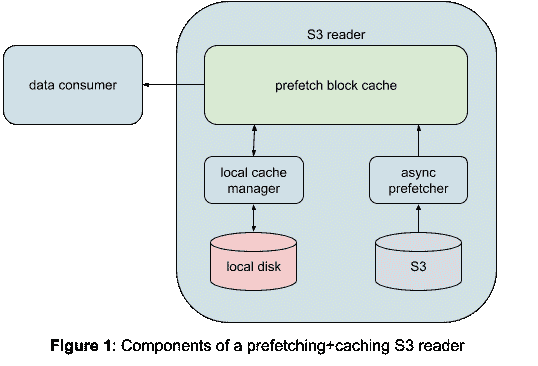 S3 reader
data consumer
prefetch block cache
local cache
manager
async
prefetcher
local disk
S3
Figure 1: Components of a prefetching+caching S3 reader